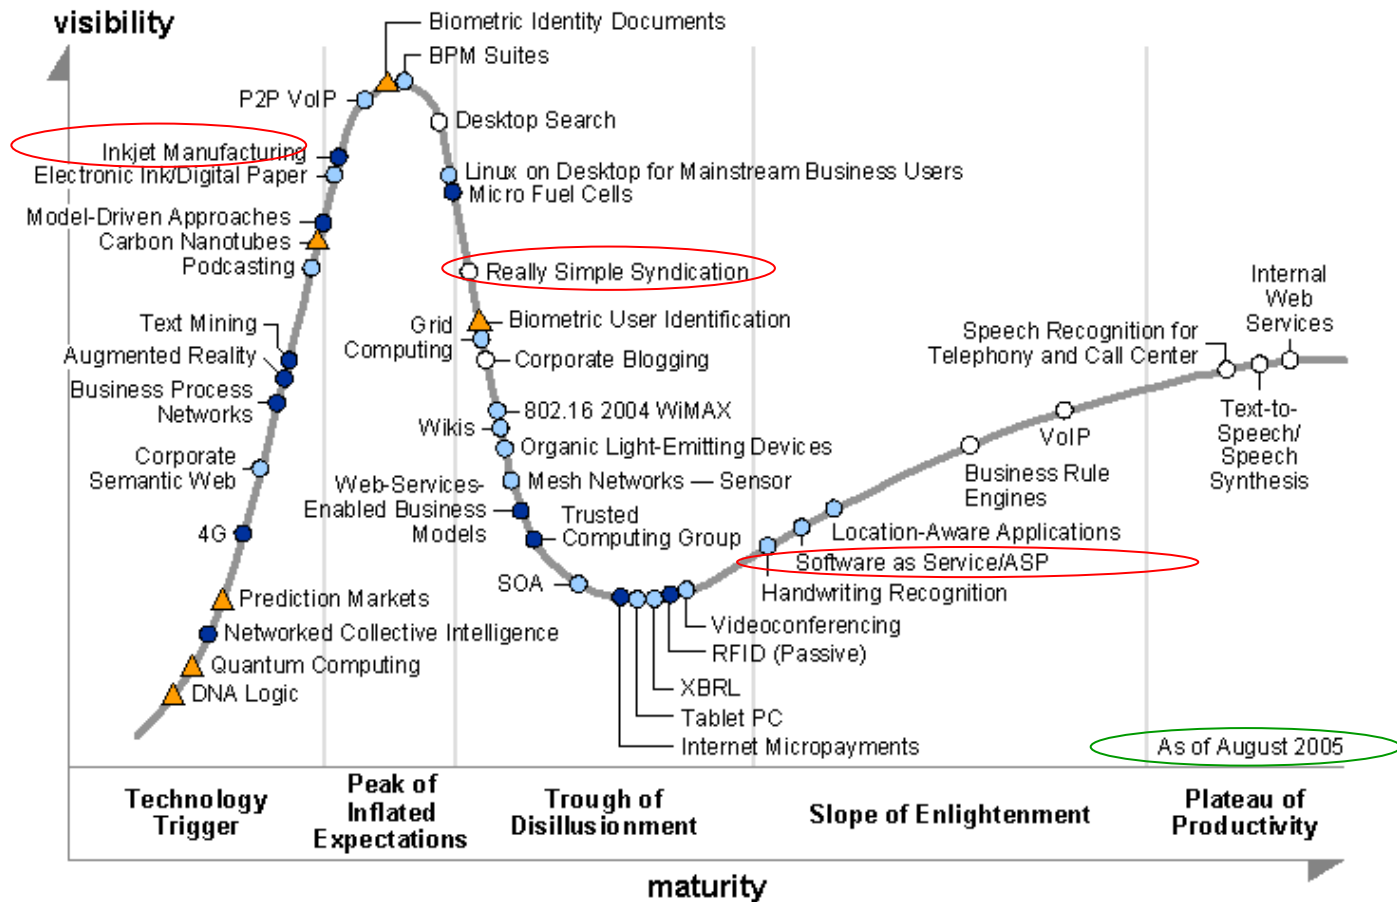 visibility
Biometric Identity Documents
BPM Suites
P2P VoIP
Desktop Search
Inkjet Manufacturing
Electronic Ink/Digital Paper
Linux on Desktop for Mainstream Business Users
Micro Fuel Cells
Model-Driven Approaches
Carbon Nanotubes
Podcasting
Really Simple Syndication
Text Mining
Augmented Reality
Business Process
Networks
Grid
Computing
Biometric User Identification
Corporate Blogging
802.16 2004 WiMAX
Wikis
Organic Light-Emitting Devices
Corporate
Semantic Web
Mesh Networks — Sensor
Web-Services-
Enabled Business
Models
Trusted
Computing Group
4G
SOA
Prediction Markets
Networked Collective Intelligence
Quantum Computing
DNA Logic
Internal
Web
Services
Speech Recognition for
Telephony and Call Center
Text-to-
Speech/
Speech
Synthesis
VoIP
Business Rule
Engines
Location-Aware Applications
Software as Service/ASP
Handwriting Recognition
Videoconferencing
RFID (Passive)
XBRL
Tablet PC
Internet Micropayments
As of August 2005
Technology
Trigger
Peak of
Inflated
Expectations
Trough of
Disillusionment
Slope of Enlightenment
Plateau of
Productivity
maturity